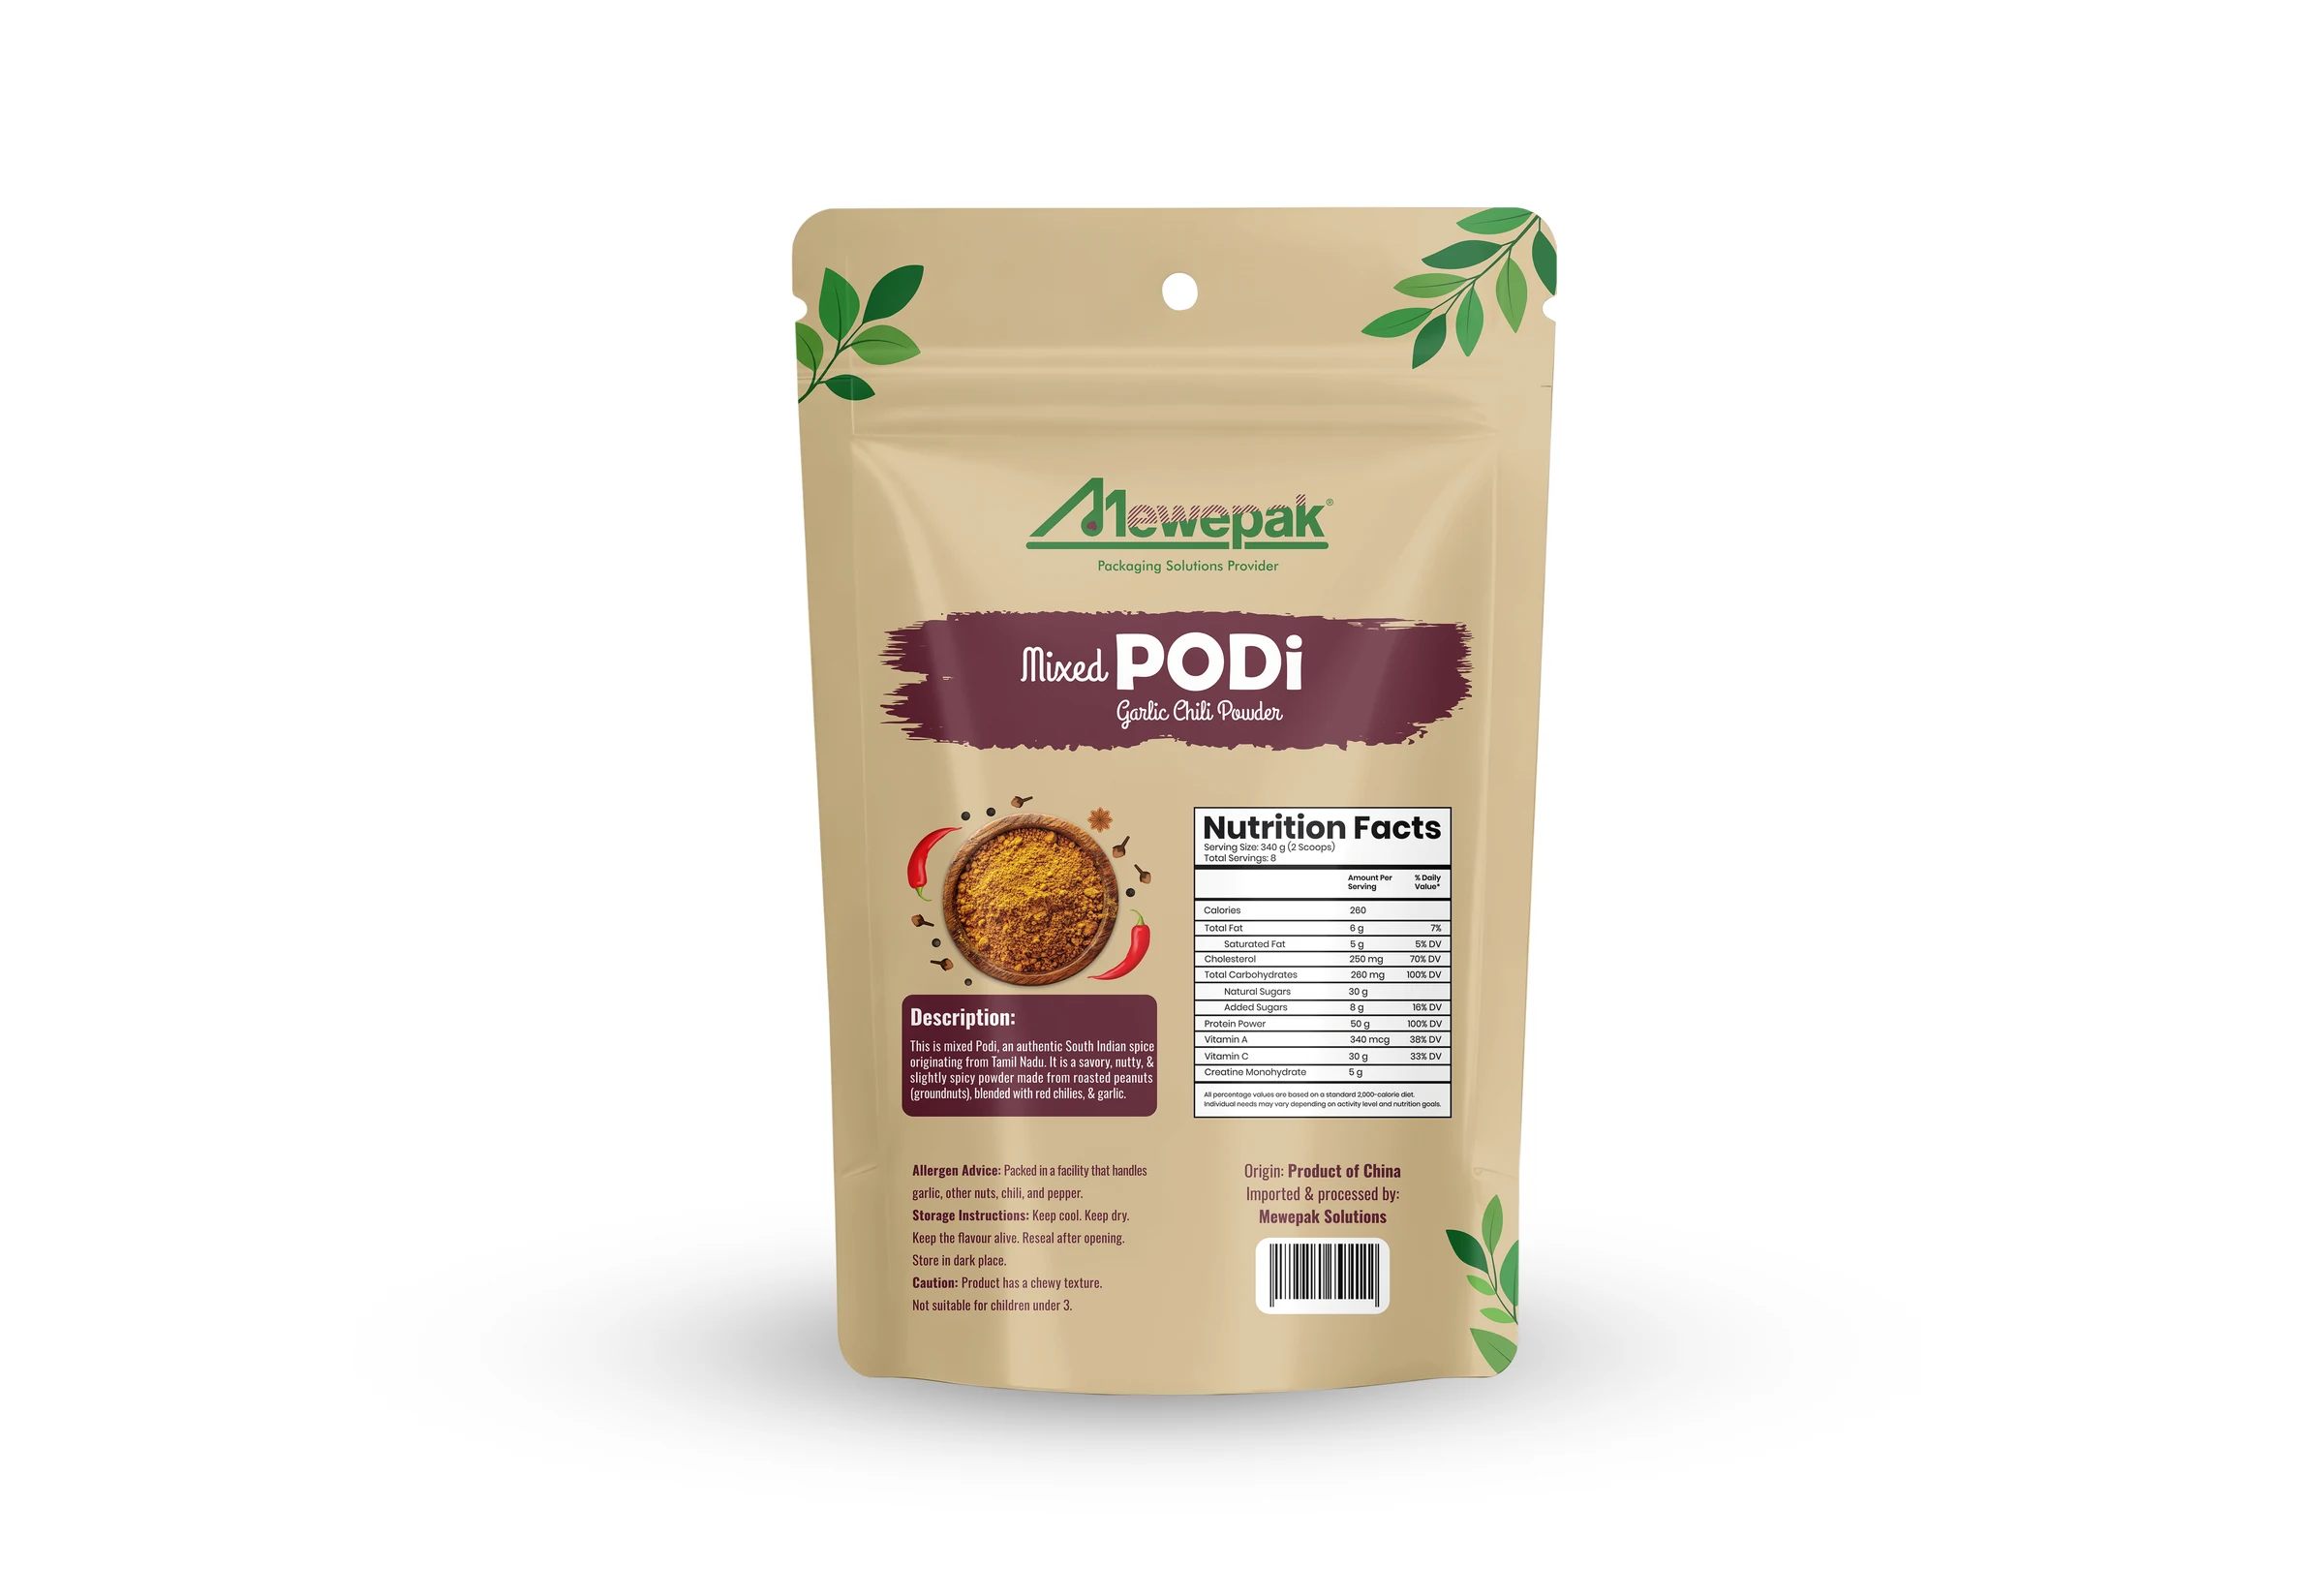 Mewepak®
Packaging Solutions Provider
Mixed PODi
Garlic Chili Powder
Description:
This is mixed Podi, an authentic South Indian spice
originating from Tamil Nadu. It is a savory, nutty, &
slightly spicy powder made from roasted peanuts
(groundnuts), blended with red chilies, & garlic.
Nutrition Facts
Serving Size: 340 g (2 Scoops)
Total Servings: 8
Amount Per Serving % Daily Value*
Calories 260
Total Fat 6 g 7%
Saturated Fat 5 g 5% DV
Cholesterol 250 mg 70% DV
Total Carbohydrates 260 mg 100% DV
Natural Sugars 30 g
Added Sugars 8 g 16% DV
Protein Power 50 g 100% DV
Vitamin A 340 mcg 38% DV
Vitamin C 30 g 33% DV
Creatine Monohydrate 5 g
All percentage values are based on a standard 2,000-calorie diet.
Individual needs may vary depending on activity level and nutrition goals.
Allergen Advice: Packed in a facility that handles
garlic, other nuts, chili, and pepper.
Storage Instructions: Keep cool. Keep dry.
Keep the flavour alive. Reseal after opening.
Store in dark place.
Caution: Product has a chewy texture.
Not suitable for children under 3.
Origin: Product of China
Imported & processed by:
Mewepak Solutions